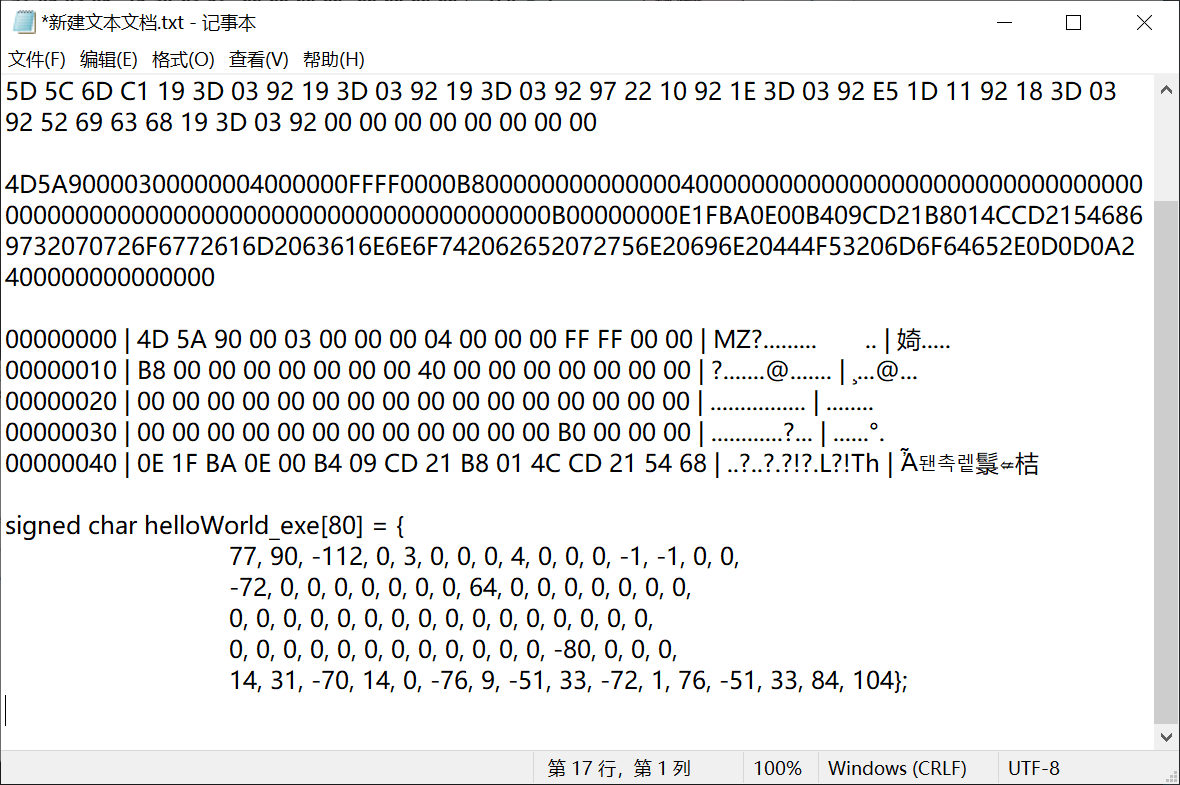 *新建文本文档.txt - 记事本
文件(F) 编辑(E) 格式(O) 查看(V) 帮助(H)
5D 5C 6D C1 19 3D 03 92 19 3D 03 92 19 3D 03 92 97 22 10 92 1E 3D 03 92 E5 1D 11 92 18 3D 03
92 52 69 63 68 19 3D 03 92 00 00 00 00 00 00 00 00
4D5A90000300000004000000FFFF0000B800000000000000400000000000000000000000000000
0000000000000000000000000000000000000000B00000000E1FBA0E00B409CD21B8014CCD2154686
9732070726F6772616D2063616E6E6F742062652072756E20696E20444F53206D6F64652E0D0D0A2
400000000000000
00000000 | 4D 5A 90 00 03 00 00 00 04 00 00 00 FF FF 00 00 | MZ?......... .. | 婍.....
00000010 | B8 00 00 00 00 00 00 00 40 00 00 00 00 00 00 00 | ?.......@....... | ¸...@...
00000020 | 00 00 00 00 00 00 00 00 00 00 00 00 00 00 00 00 | ................ | ........
00000030 | 00 00 00 00 00 00 00 00 00 00 00 00 B0 00 00 00 | ............?... | ......°.
00000040 | 0E 1F BA 0E 00 B4 09 CD 21 B8 01 4C CD 21 54 68 | ..?..?.?!?.L?!Th |
signed char helloWorld_exe[80] = {
77, 90, -112, 0, 3, 0, 0, 0, 4, 0, 0, 0, -1, -1, 0, 0,
-72, 0, 0, 0, 0, 0, 0, 0, 64, 0, 0, 0, 0, 0, 0, 0,
0, 0, 0, 0, 0, 0, 0, 0, 0, 0, 0, 0, 0, 0, 0, 0,
0, 0, 0, 0, 0, 0, 0, 0, 0, 0, 0, 0, -80, 0, 0, 0,
14, 31, -70, 14, 0, -76, 9, -51, 33, -72, 1, 76, -51, 33, 84, 104};
第 17 行，第 1 列 100% Windows (CRLF) UTF-8